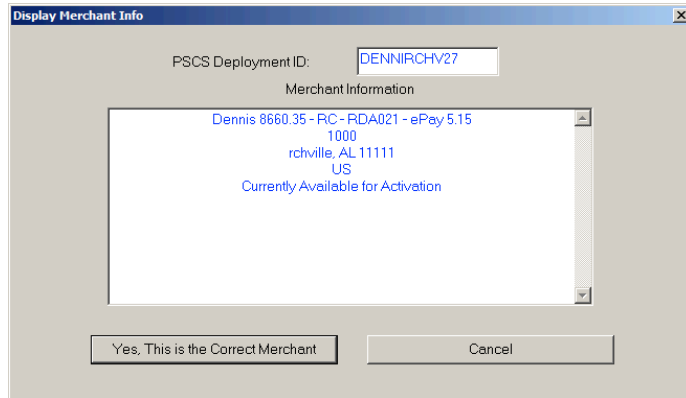 Display Merchant Info
PSCS Deployment ID: DENNIRCHV27
Merchant Information
Dennis 8660.35 - RC - RDA021 - ePay 5.15
1000
rchville, AL 11111
US
Currently Available for Activation
Yes, This is the Correct Merchant Cancel